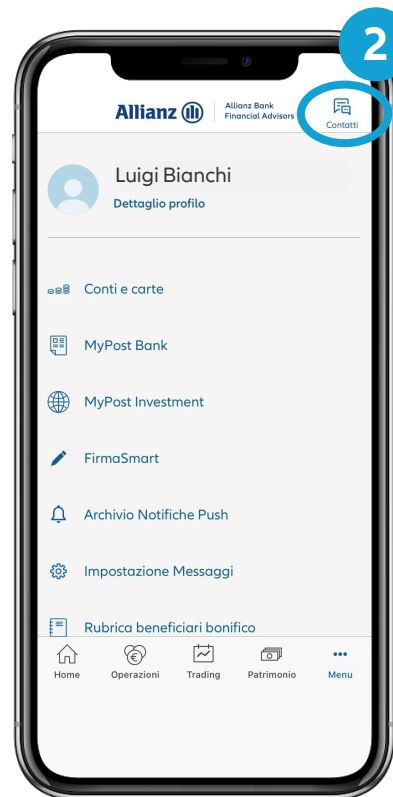 2
Allianz
Allianz Bank
Financial Advisors
Contatti
Luigi Bianchi
Dettaglio profilo
Conti e carte
MyPost Bank
MyPost Investment
FirmaSmart
Archivio Notifiche Push
Impostazione Messaggi
Rubrica beneficiari bonifico
Home Operazioni Trading Patrimonio Menu